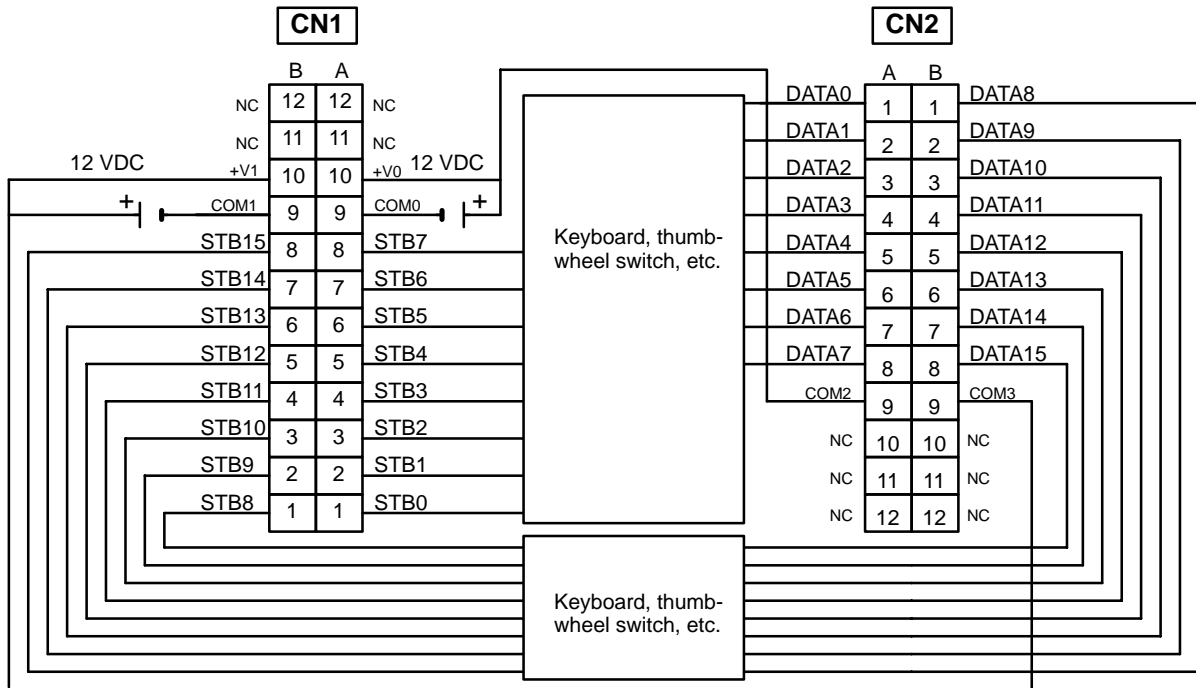 CN1
CN2
B A
A B
NC 12 12 NC
NC 11 11 NC
12 VDC +V1 10 10 +V0 12 VDC
+ COM1 9 9 COM0 +
STB15 8 8 STB7
STB14 7 7 STB6
STB13 6 6 STB5
STB12 5 5 STB4
STB11 4 4 STB3
STB10 3 3 STB2
STB9 2 2 STB1
STB8 1 1 STB0
Keyboard, thumb-
wheel switch, etc.
DATA0 1 1 DATA8
DATA1 2 2 DATA9
DATA2 3 3 DATA10
DATA3 4 4 DATA11
DATA4 5 5 DATA12
DATA5 6 6 DATA13
DATA6 7 7 DATA14
DATA7 8 8 DATA15
COM2 9 9 COM3
NC 10 10 NC
NC 11 11 NC
NC 12 12 NC
Keyboard, thumb-
wheel switch, etc.